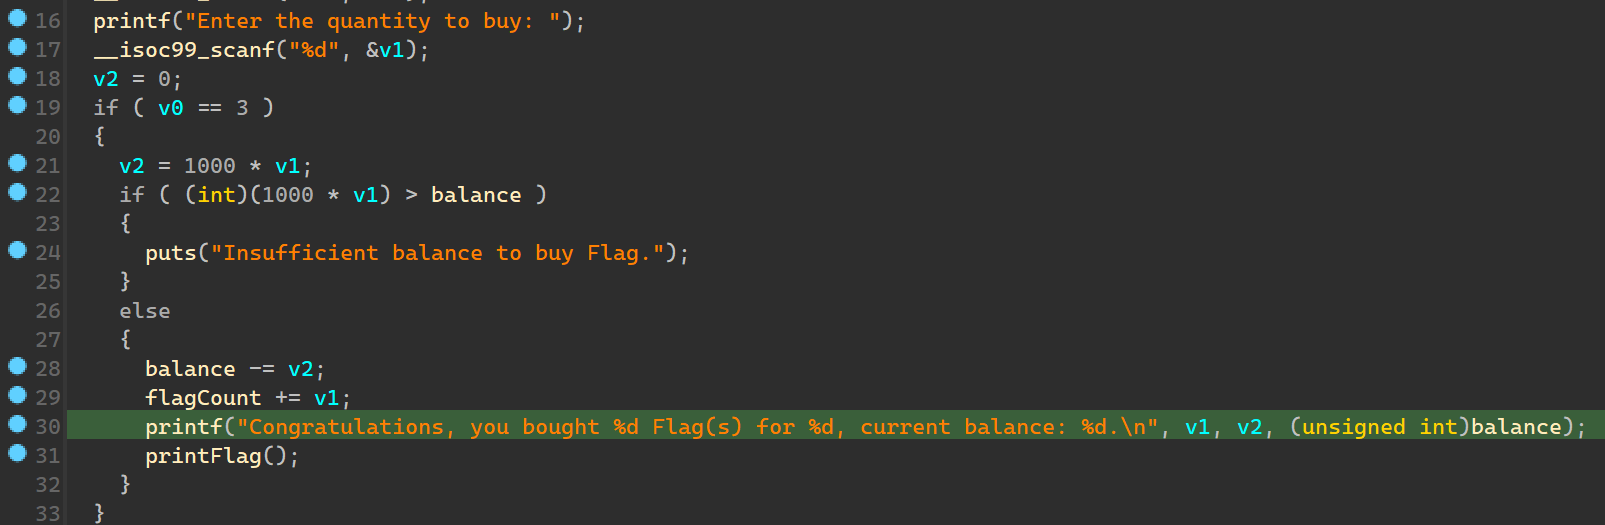 16 printf("Enter the quantity to buy: ");
17 __isoc99_scanf("%d", &v1);
18 v2 = 0;
19 if ( v0 == 3 )
20 {
21 v2 = 1000 * v1;
22 if ( (int)(1000 * v1) > balance )
23 {
24 puts("Insufficient balance to buy Flag.");
25 }
26 else
27 {
28 balance -= v2;
29 flagCount += v1;
30 printf("Congratulations, you bought %d Flag(s) for %d, current balance: %d.\n", v1, v2, (unsigned int)balance);
31 printFlag();
32 }
33 }